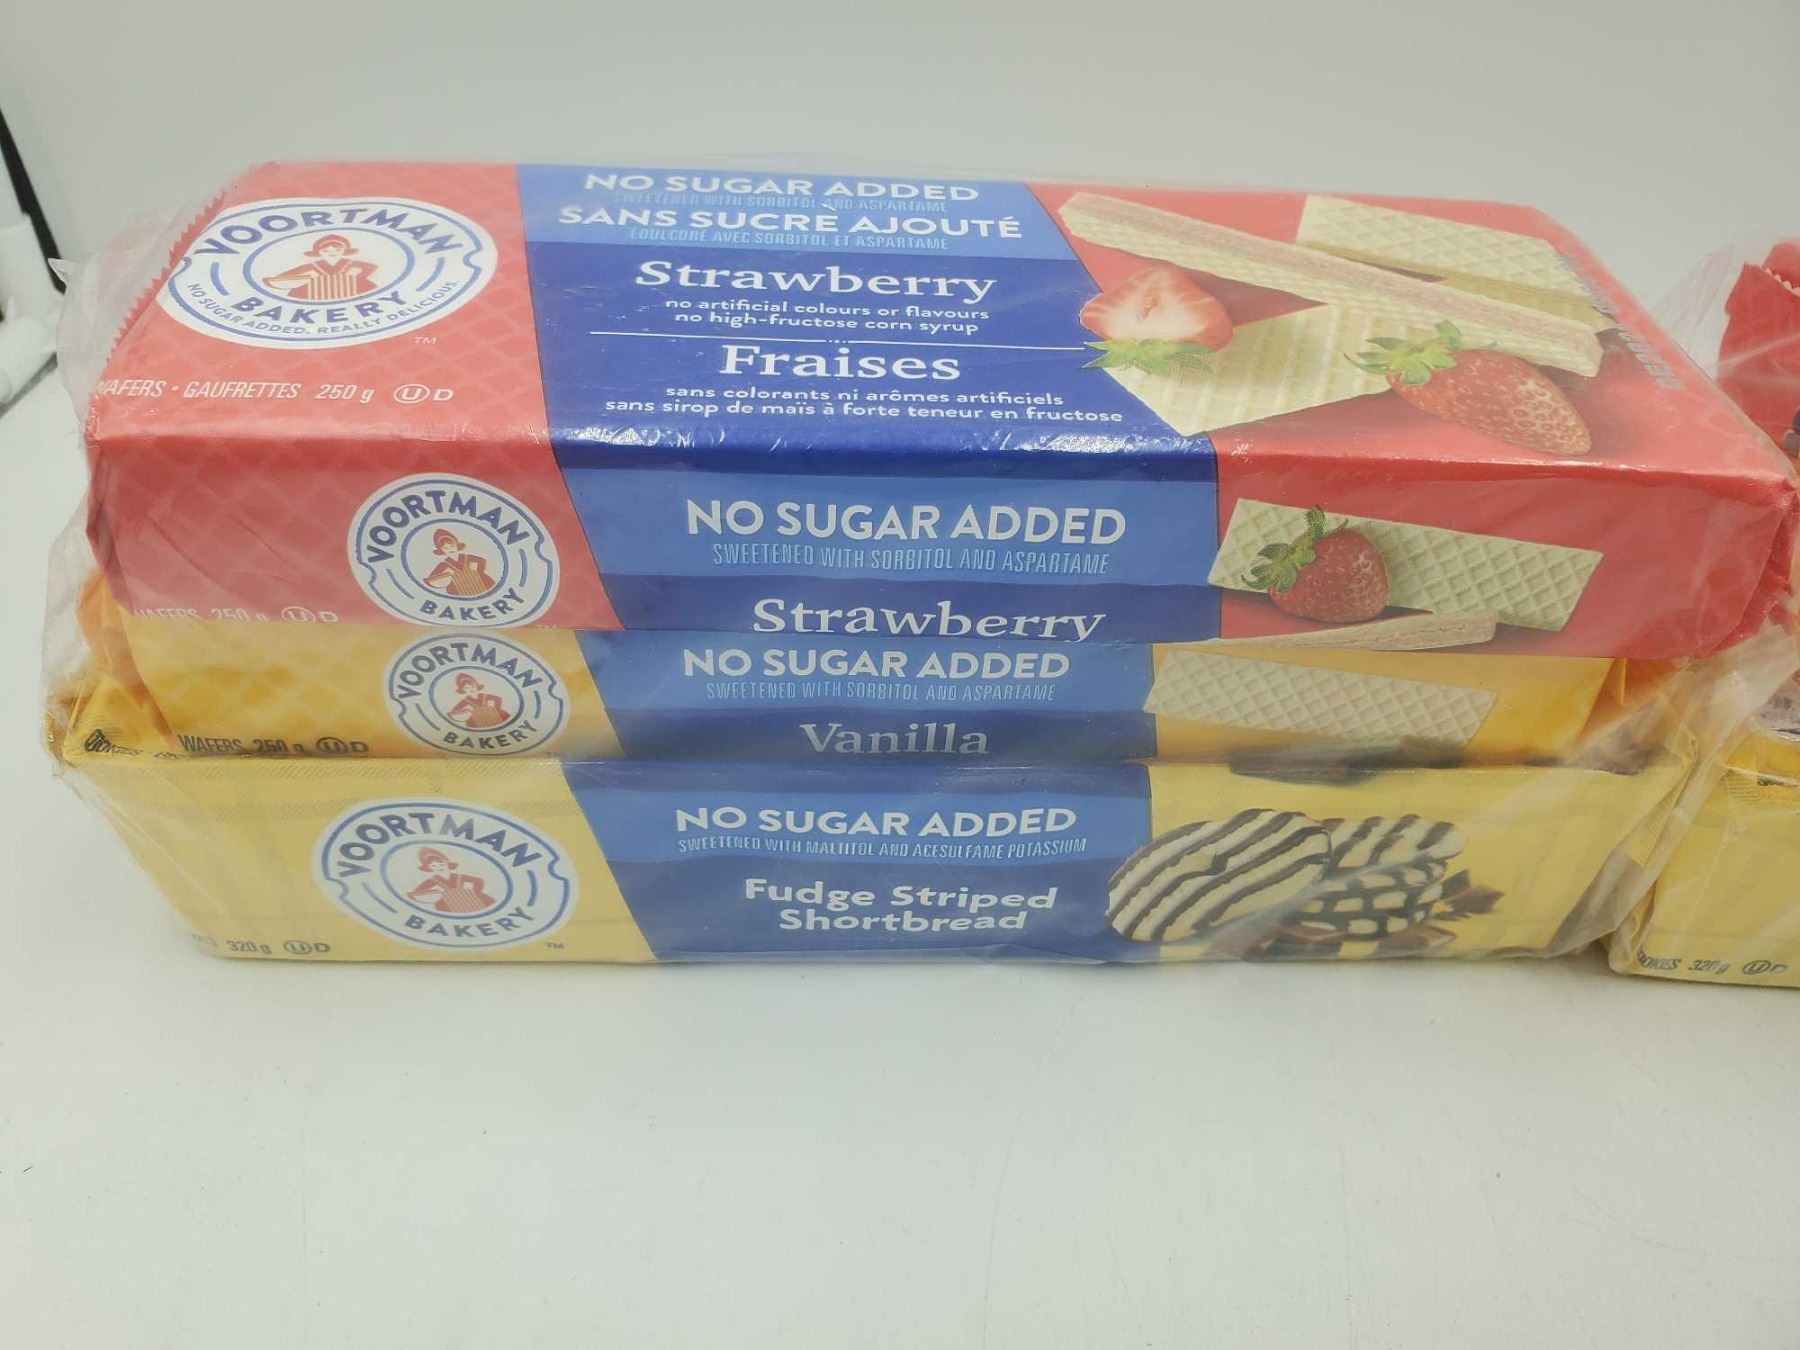 VOORTMAN
BAKERY
NO SUGAR ADDED. REALLY DELICIOUS
TM
WAFERS • GAUFRETTES 250 g U D
NO SUGAR ADDED
SWEETENED WITH SORBITOL AND ASPARTAME
SANS SUCRE AJOUTÉ
ÉDULCORÉ AVEC SORBITOL ET ASPARTAME
Strawberry
no artificial colours or flavours
no high-fructose corn syrup
Fraises
sans colorants ni arômes artificiels
sans sirop de maïs à forte teneur en fructose
VOORTMAN
BAKERY
WAFERS 250 g U D
NO SUGAR ADDED
SWEETENED WITH SORBITOL AND ASPARTAME
Strawberry
VOORTMAN
BAKERY
WAFERS 250 g U D
NO SUGAR ADDED
SWEETENED WITH SORBITOL AND ASPARTAME
Vanilla
VOORTMAN
BAKERY
TM
320 g U D
NO SUGAR ADDED
SWEETENED WITH MALTITOL AND ACESULFAME POTASSIUM
Fudge Striped
Shortbread
320 g U D